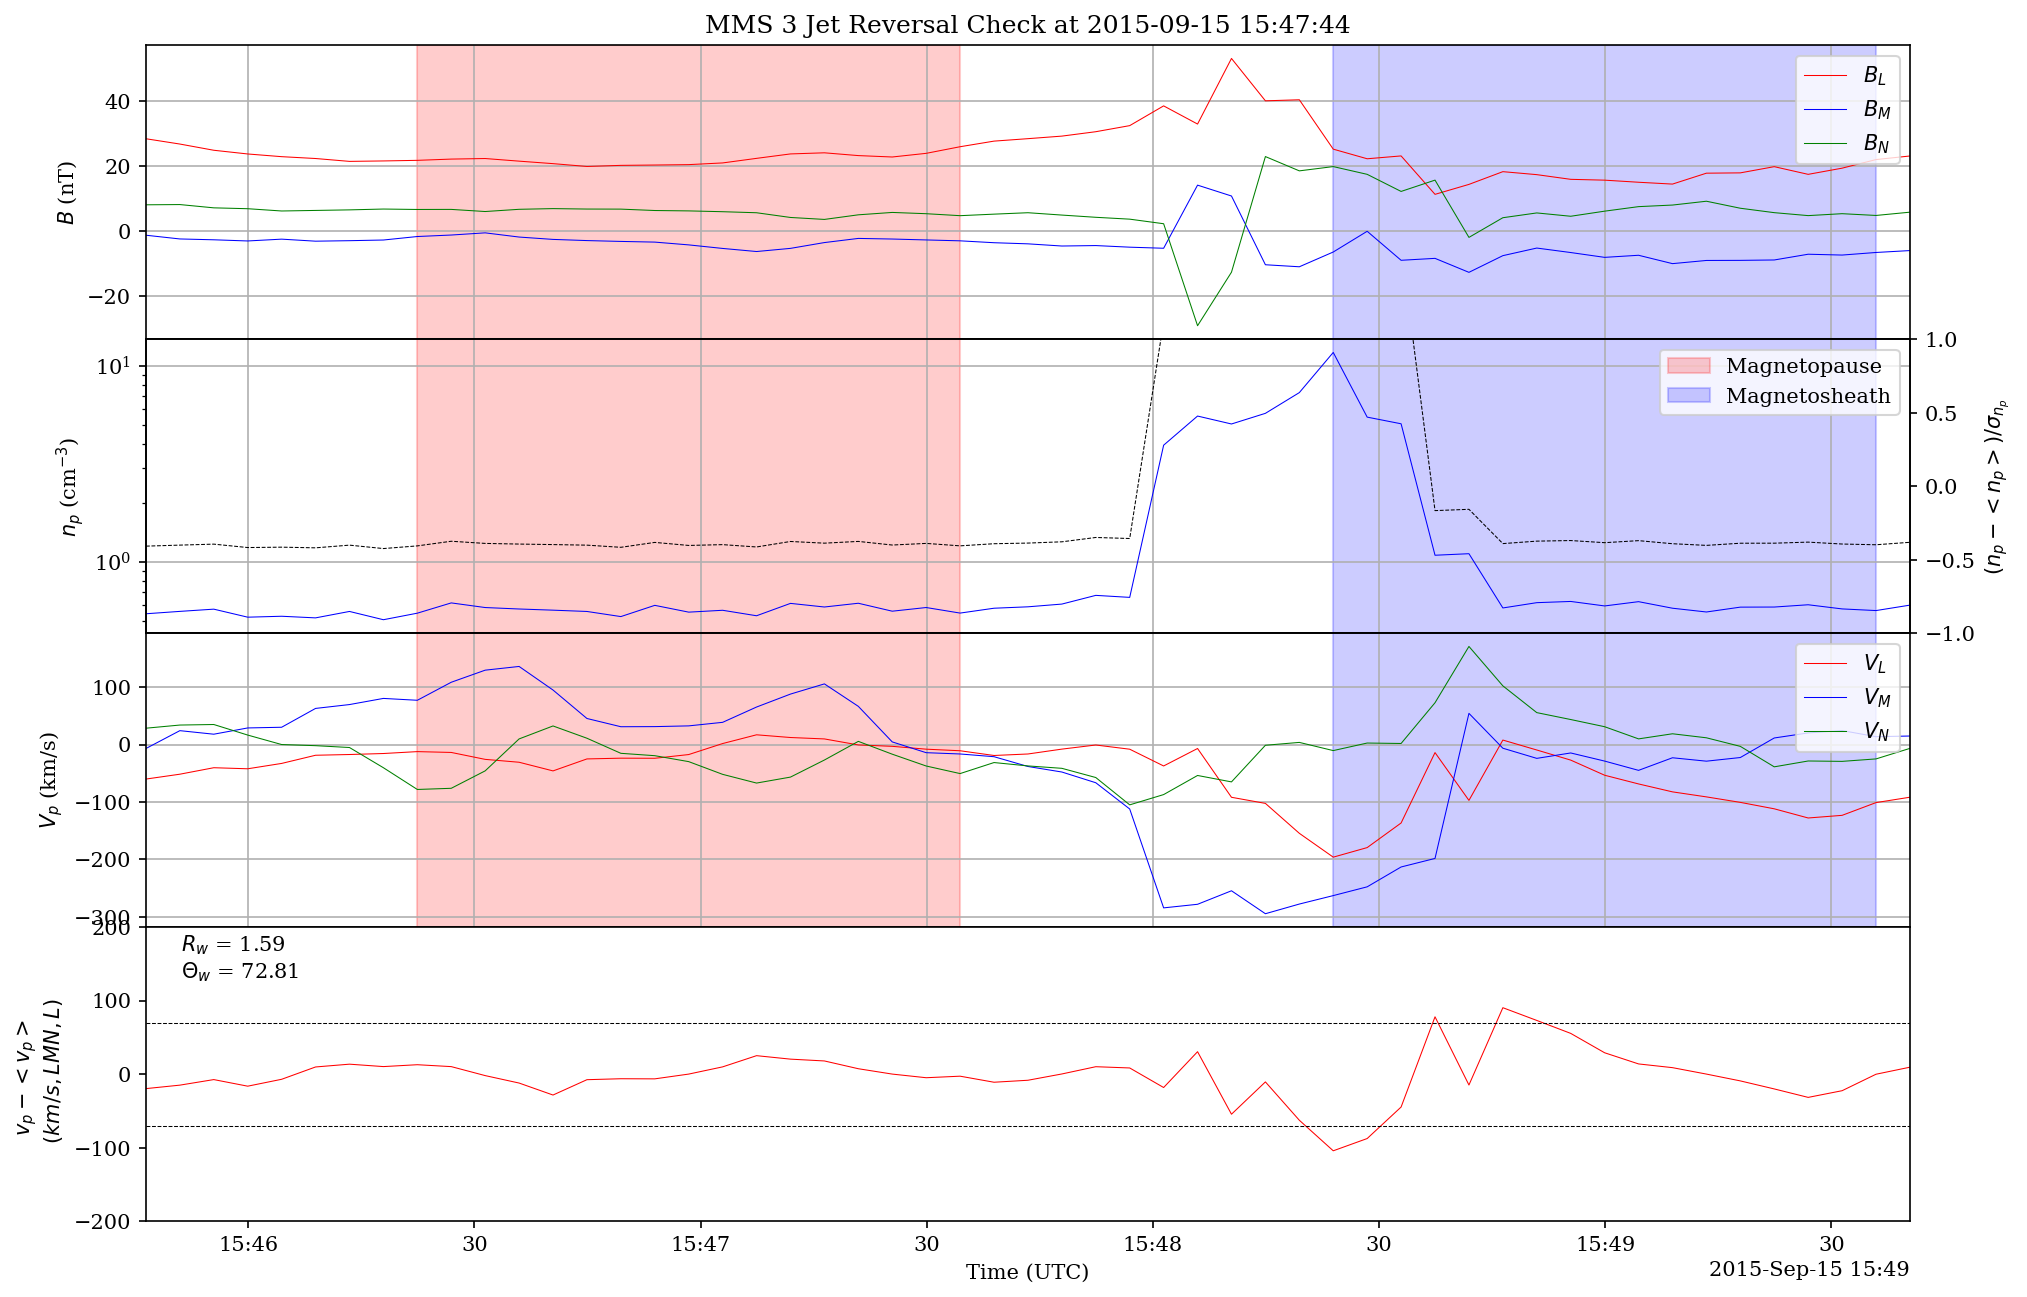 MMS 3 Jet Reversal Check at 2015-09-15 15:47:44
B (nT)
40
20
0
−20
B_L
B_M
B_N
n_p (cm^{−3})
10^1
10^0
1.0
0.5
0.0
−0.5
−1.0
(n_p − < n_p >)/σ_{n_p}
Magnetopause
Magnetosheath
V_p (km/s)
100
0
−100
−200
−300
V_L
V_M
V_N
v_p − < v_p >
(km/s, LMN, L)
200
100
0
−100
−200
R_w = 1.59
Θ_w = 72.81
15:46 30 15:47 30 15:48 30 15:49 30
Time (UTC)
2015-Sep-15 15:49